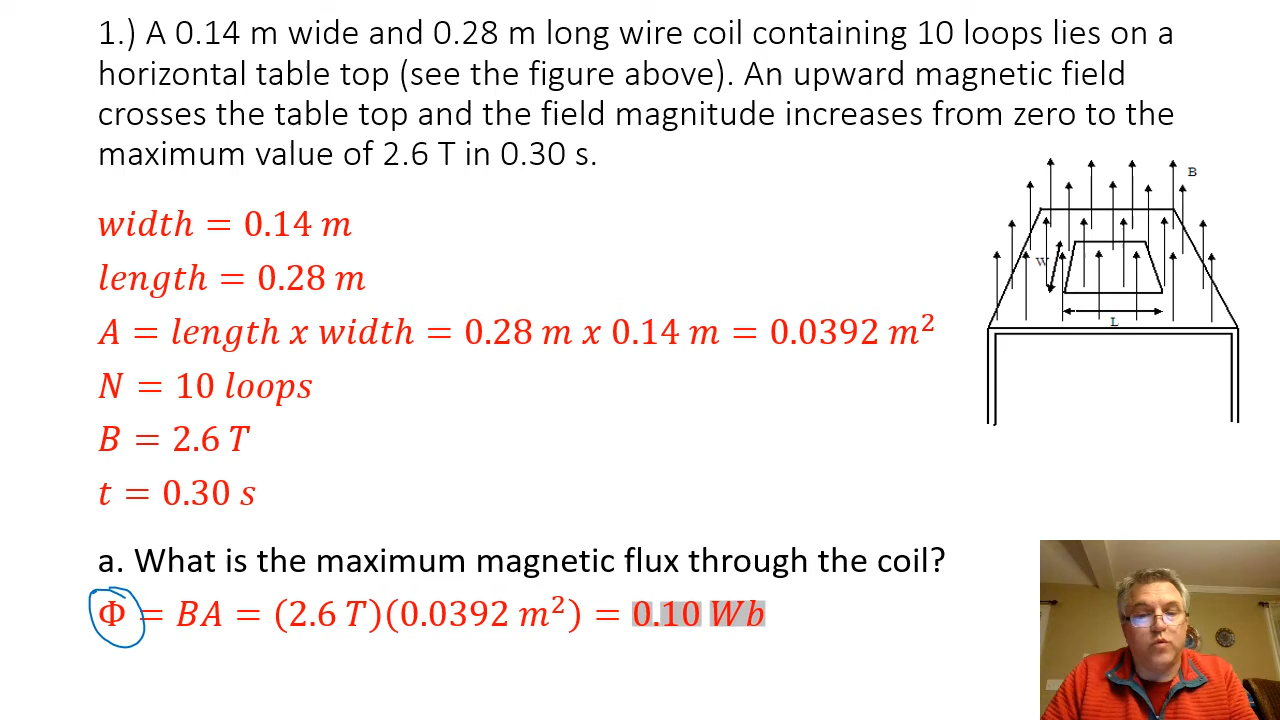 1.) A 0.14 m wide and 0.28 m long wire coil containing 10 loops lies on a
horizontal table top (see the figure above). An upward magnetic field
crosses the table top and the field magnitude increases from zero to the
maximum value of 2.6 T in 0.30 s.
B
width = 0.14 m
length = 0.28 m
W
L
A = length x width = 0.28 m x 0.14 m = 0.0392 m²
N = 10 loops
B = 2.6 T
t = 0.30 s
a. What is the maximum magnetic flux through the coil?
Φ = BA = (2.6 T)(0.0392 m²) = 0.10 Wb